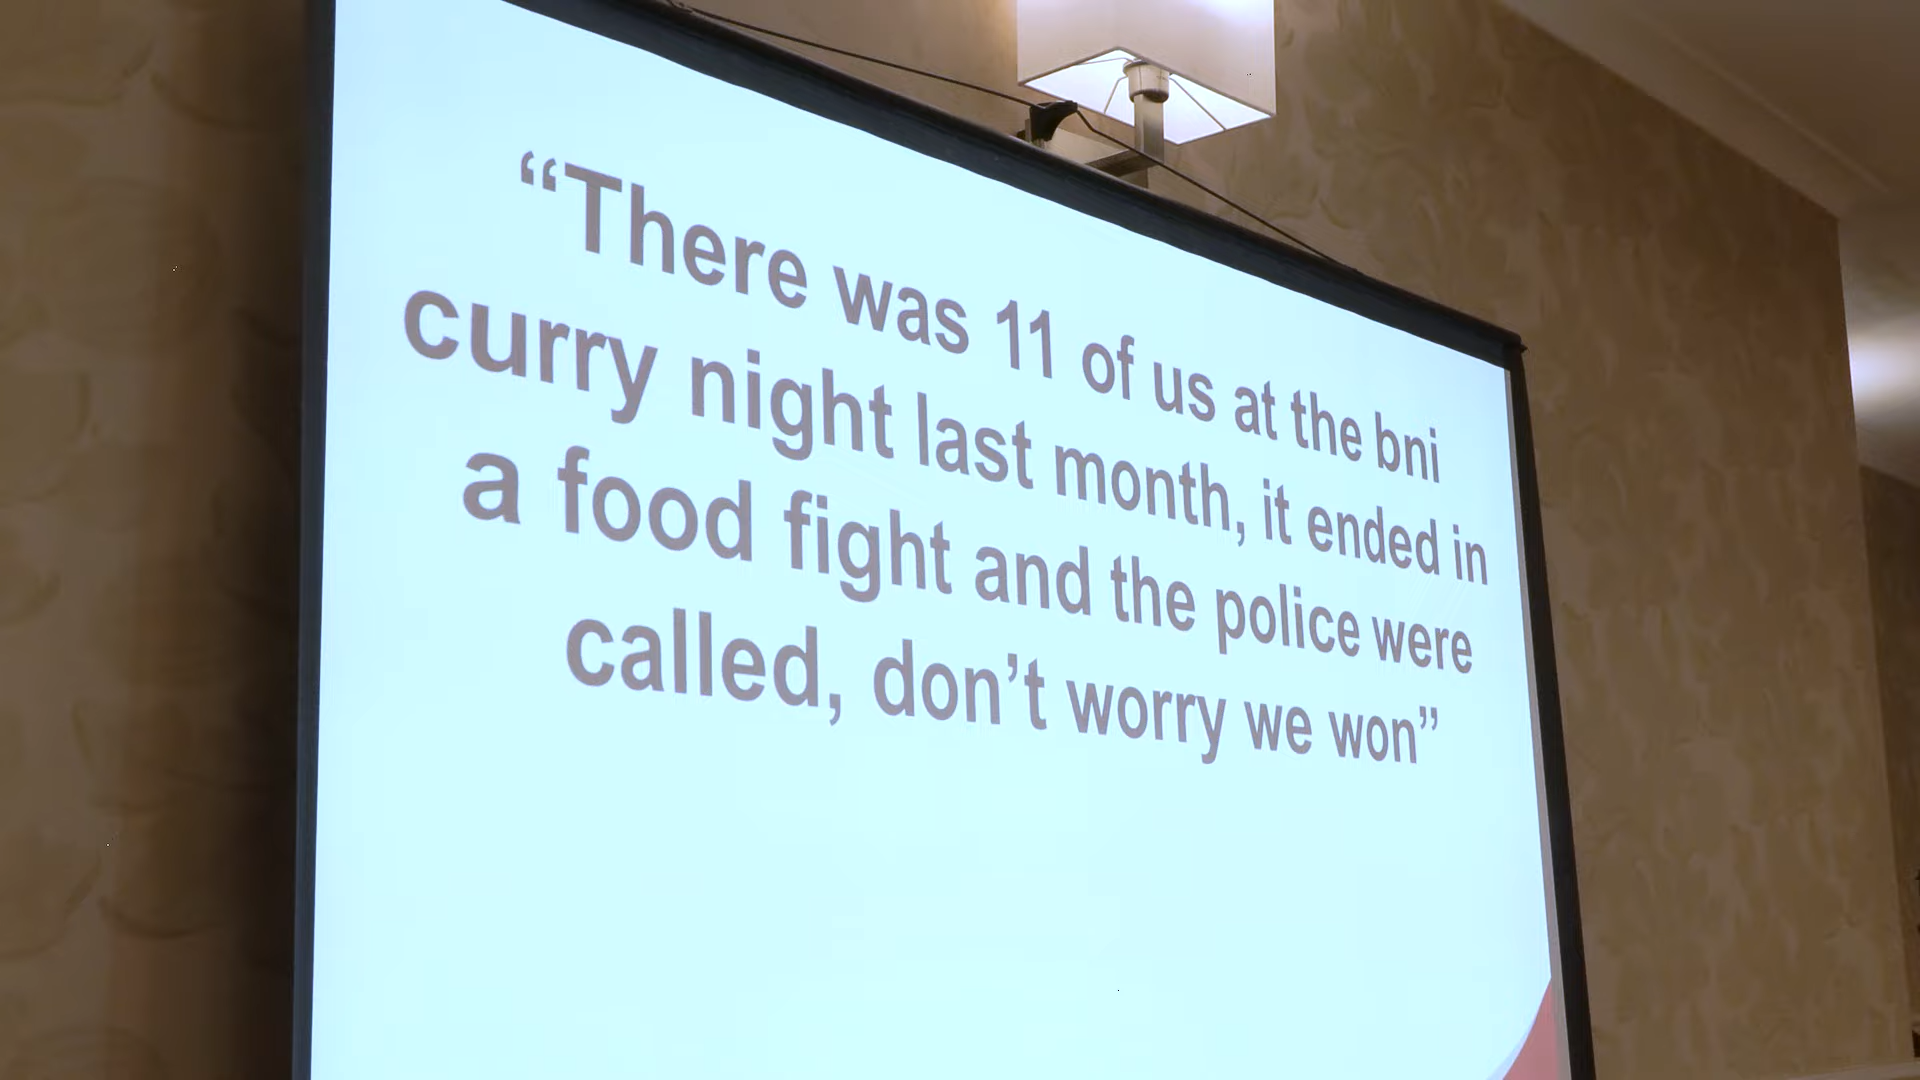 “There was 11 of us at the bni
curry night last month, it ended in
a food fight and the police were
called, don’t worry we won”